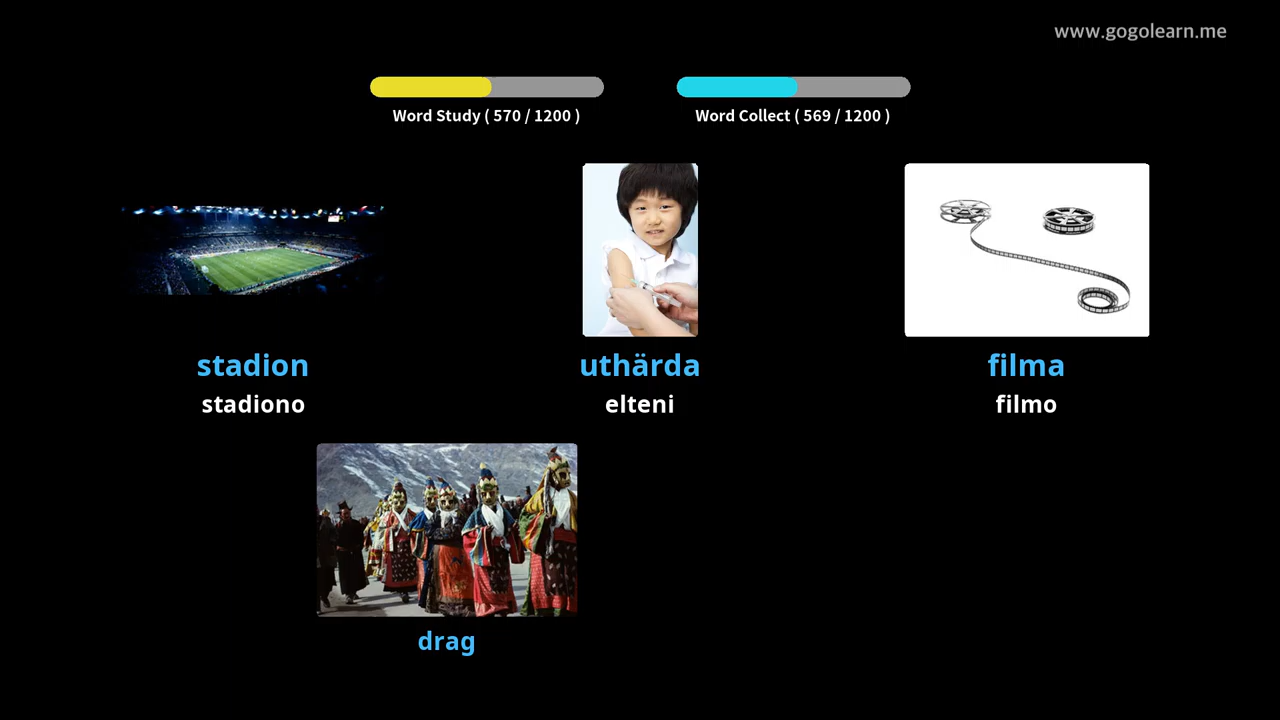 www.gogolearn.me
Word Study ( 570 / 1200 )
Word Collect ( 569 / 1200 )
stadion
stadiono
uthärda
elteni
filma
filmo
drag